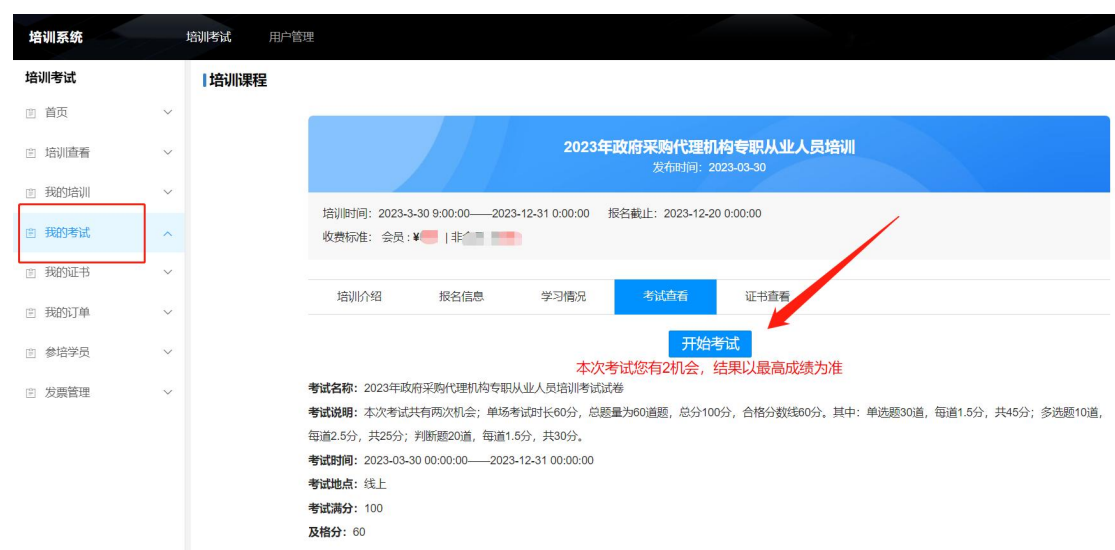 培训系统
培训考试
用户管理
培训考试
首页
培训查看
我的培训
我的考试
我的证书
我的订单
参培学员
发票管理
培训课程
2023年政府采购代理机构专职从业人员培训
发布时间：2023-03-30
培训时间：2023-3-30 9:00:00——2023-12-31 0:00:00 报名截止：2023-12-20 0:00:00
收费标准： 会员 : ¥ | 非
培训介绍
报名信息
学习情况
考试查看
证书查看
开始考试
本次考试您有2机会，结果以最高成绩为准
考试名称：2023年政府采购代理机构专职从业人员培训考试试卷
考试说明：本次考试共有两次机会；单场考试时长60分，总题量为60道题，总分100分，合格分数线60分。其中：单选题30道，每道1.5分，共45分；多选题10道，
每道2.5分，共25分；判断题20道，每道1.5分，共30分。
考试时间：2023-03-30 00:00:00——2023-12-31 00:00:00
考试地点：线上
考试满分：100
及格分：60